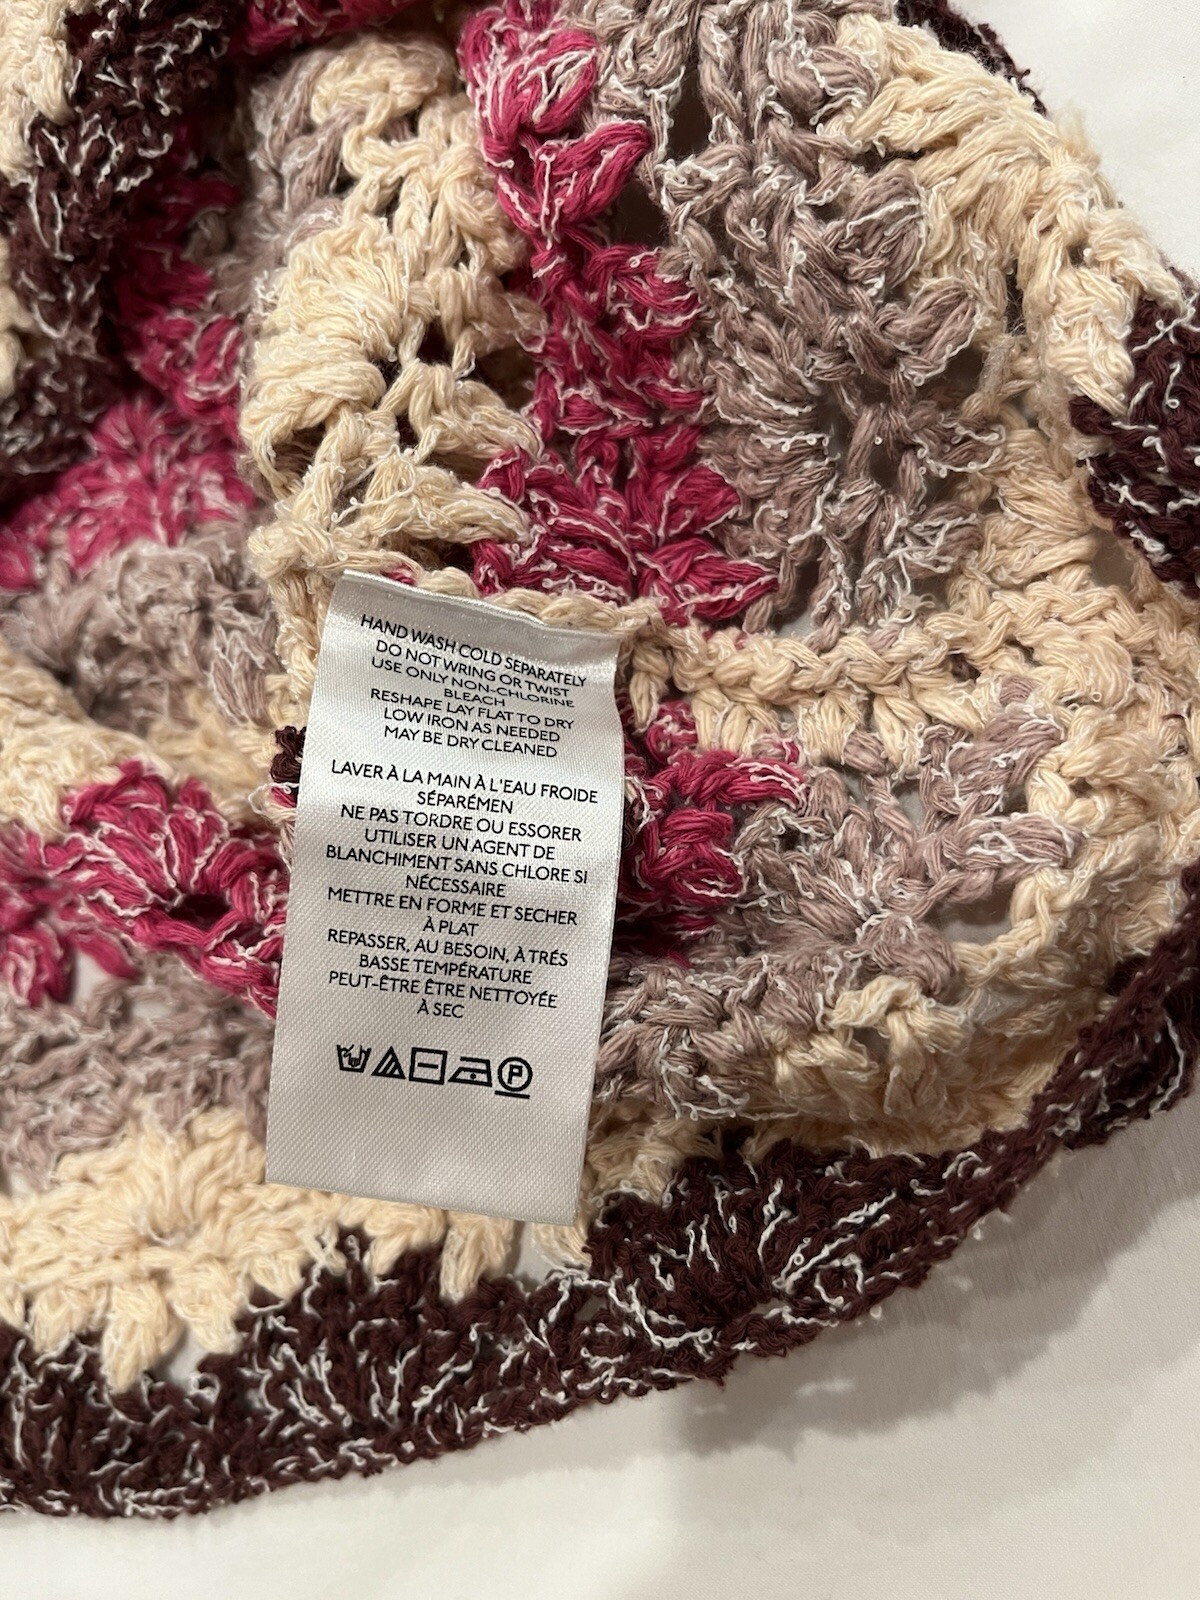 HAND WASH COLD SEPARATELY
DO NOT WRING OR TWIST
USE ONLY NON-CHLORINE
BLEACH
RESHAPE LAY FLAT TO DRY
LOW IRON AS NEEDED
MAY BE DRY CLEANED
LAVER À LA MAIN À L'EAU FROIDE
SÉPARÉMEN
NE PAS TORDRE OU ESSORER
UTILISER UN AGENT DE
BLANCHIMENT SANS CHLORE SI
NÉCESSAIRE
METTRE EN FORME ET SECHER
À PLAT
REPASSER, AU BESOIN, À TRÉS
BASSE TEMPÉRATURE
PEUT-ÊTRE ÊTRE NETTOYÉE
À SEC
P